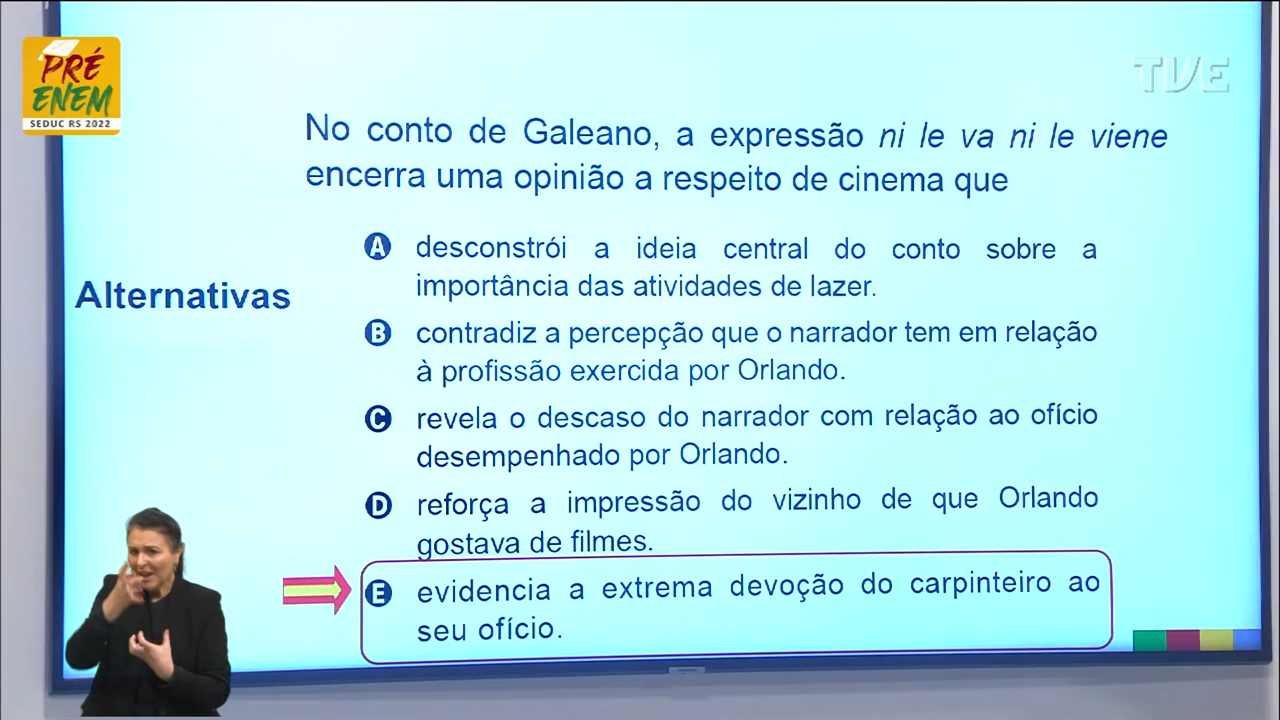 PRÉ
ENEM
SEDUC RS 2022
TVE
No conto de Galeano, a expressão ni le va ni le viene
encerra uma opinião a respeito de cinema que
Alternativas
A desconstrói a ideia central do conto sobre a
importância das atividades de lazer.
B contradiz a percepção que o narrador tem em relação
à profissão exercida por Orlando.
C revela o descaso do narrador com relação ao ofício
desempenhado por Orlando.
D reforça a impressão do vizinho de que Orlando
gostava de filmes.
E evidencia a extrema devoção do carpinteiro ao
seu ofício.